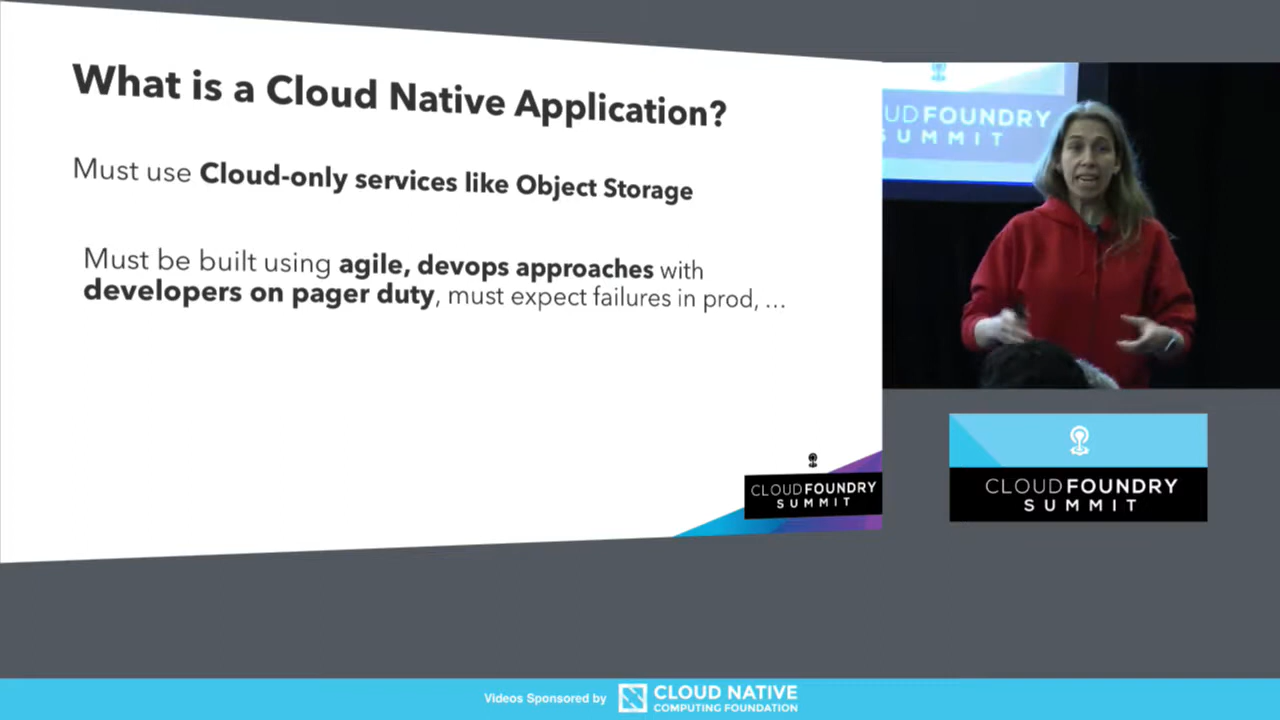 What is a Cloud Native Application?
Must use Cloud-only services like Object Storage
Must be built using agile, devops approaches with
developers on pager duty, must expect failures in prod, …
CLOUDFOUNDRY
SUMMIT
UDFOUNDRY
SUMMIT
CLOUDFOUNDRY
SUMMIT
Videos Sponsored by
CLOUD NATIVE
COMPUTING FOUNDATION